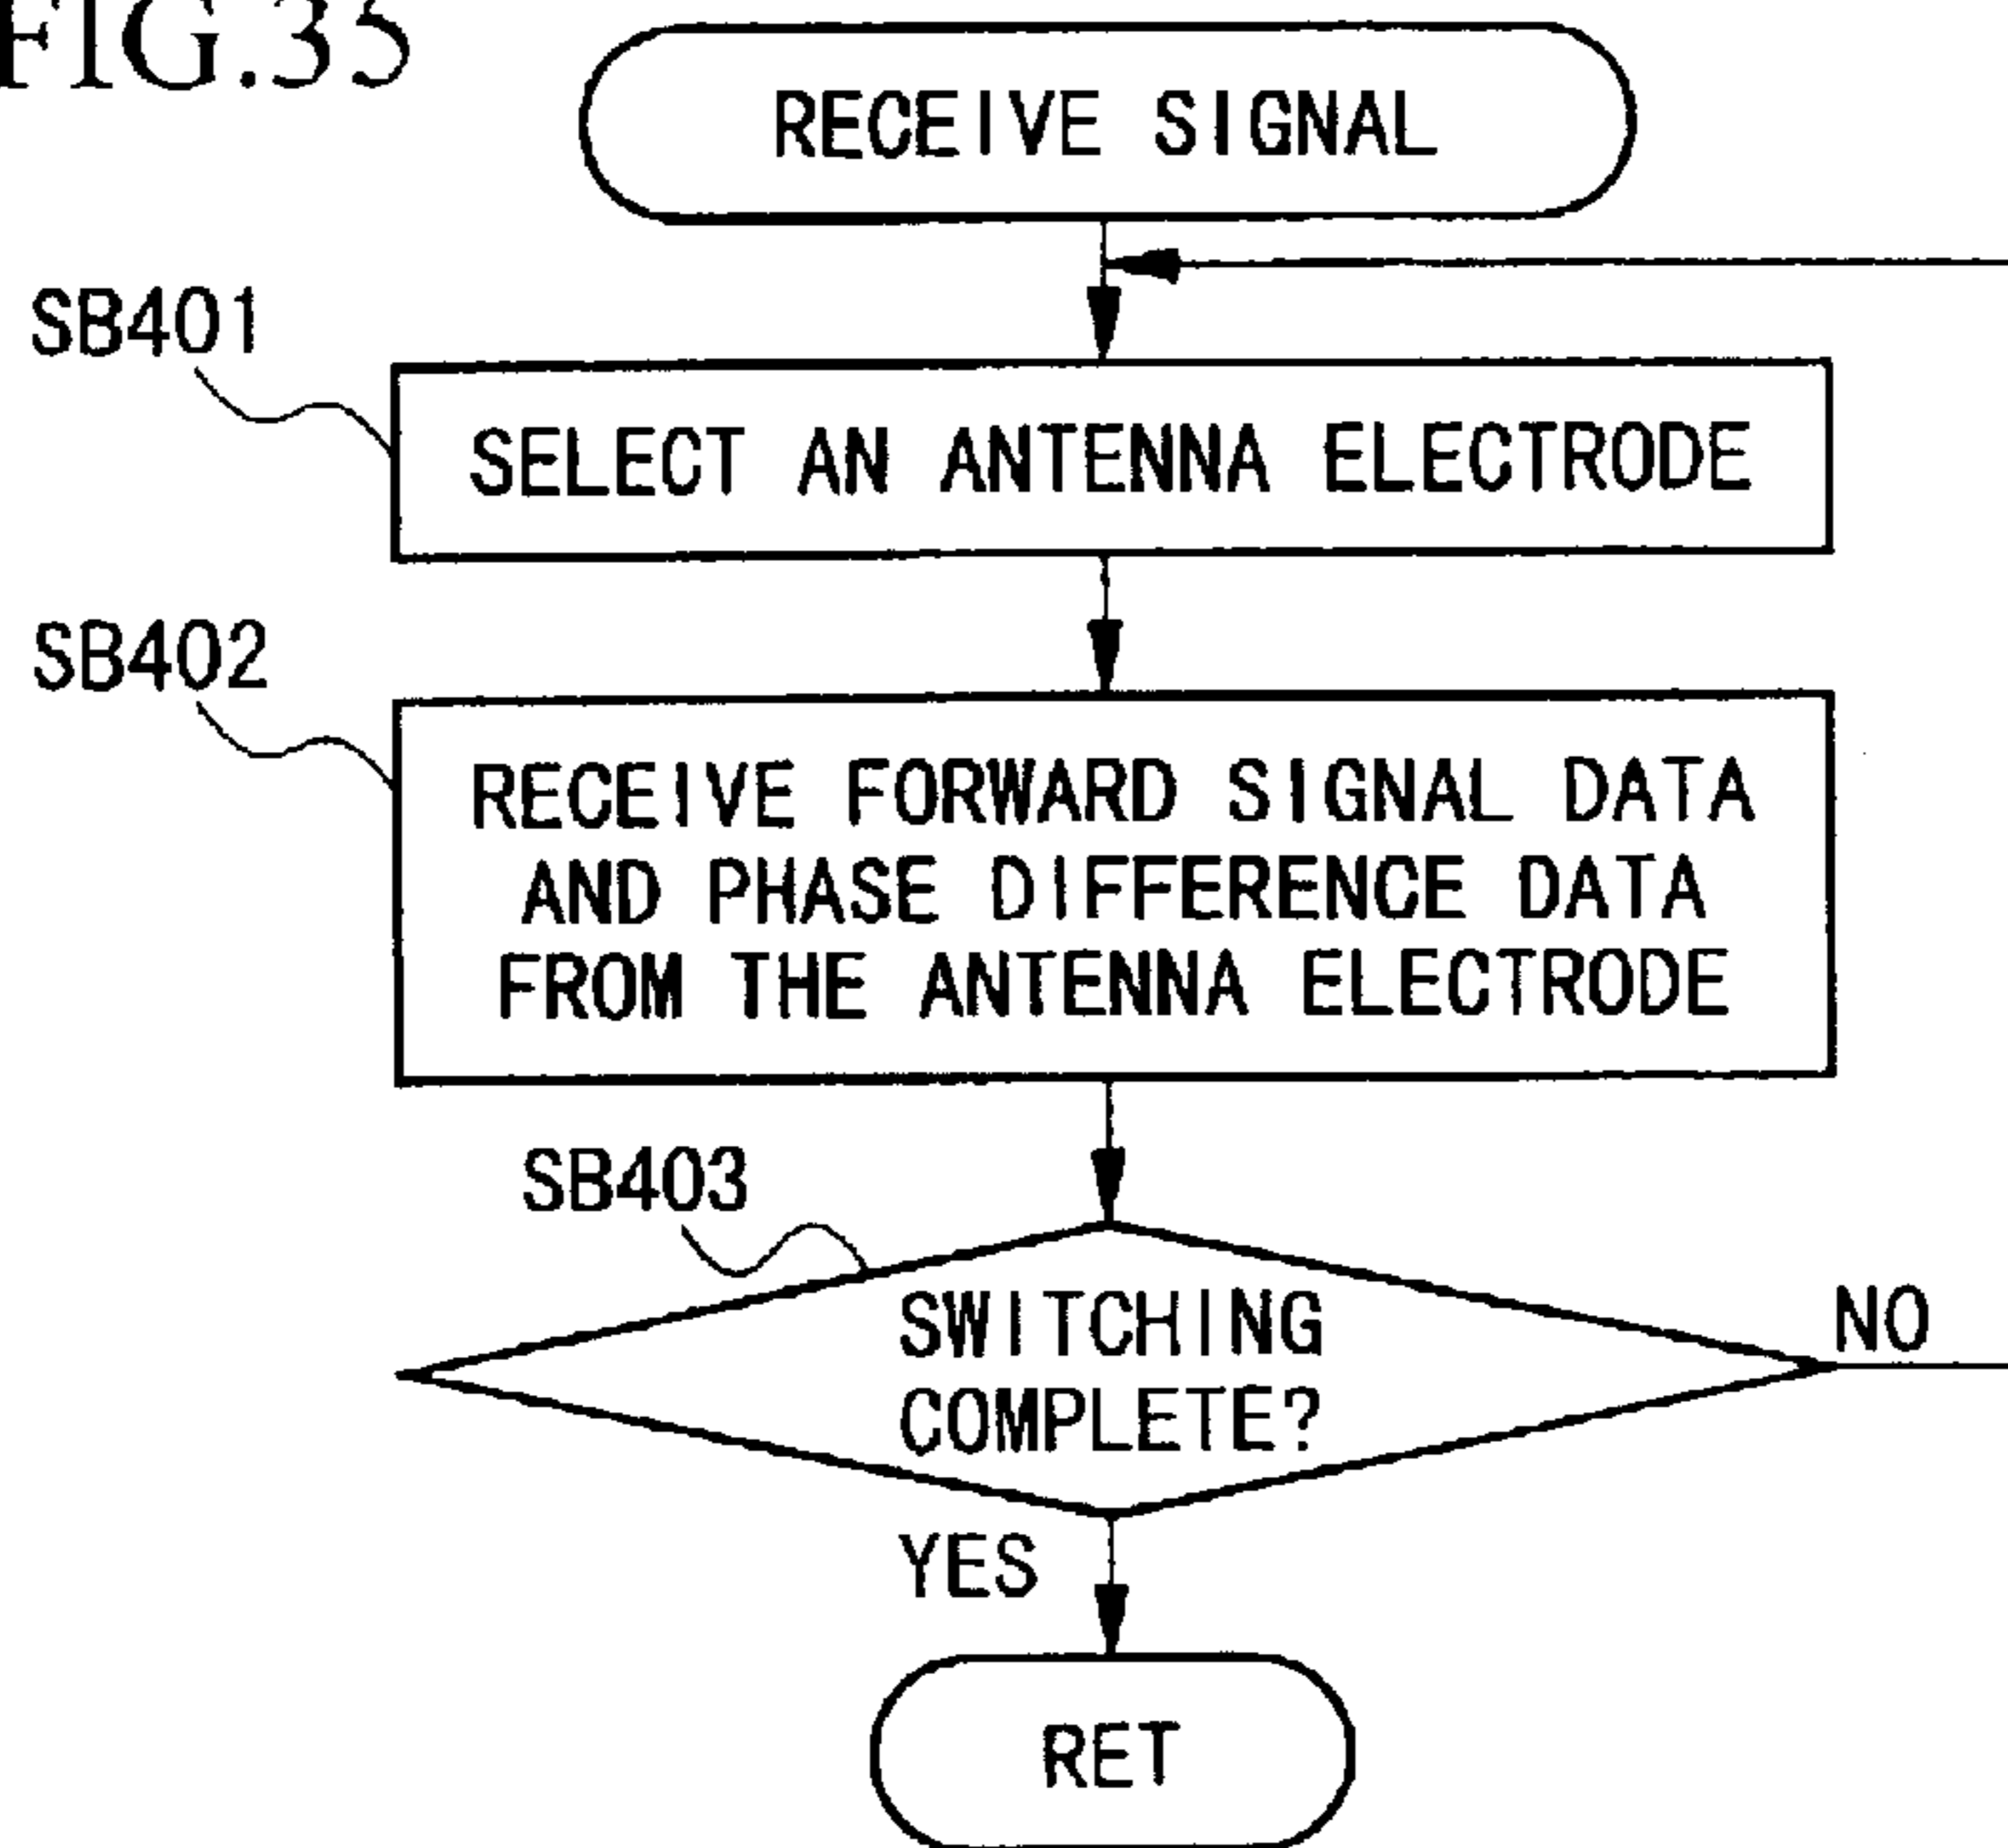 FIG.35
RECEIVE SIGNAL
SB401
SELECT AN ANTENNA ELECTRODE
SB402
RECEIVE FORWARD SIGNAL DATA
AND PHASE DIFFERENCE DATA
FROM THE ANTENNA ELECTRODE
SB403
SWITCHING
COMPLETE?
NO
YES
RET